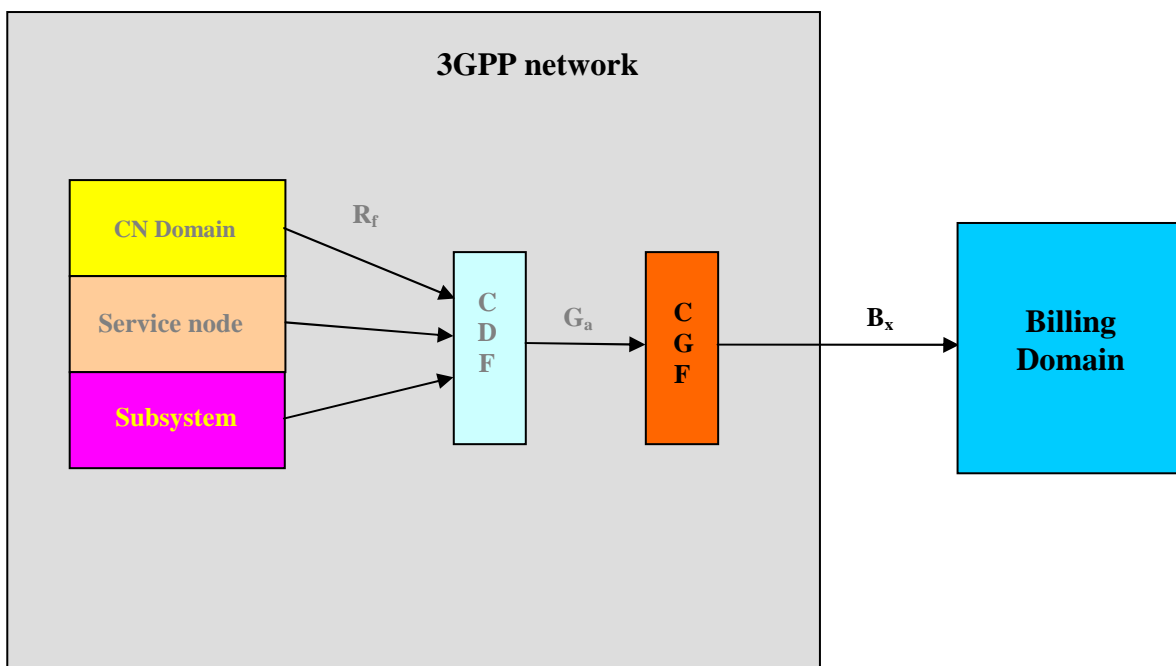 3GPP network
CN Domain
Service node
Subsystem
Rf
C
D
F
Ga
C
G
F
Bx
Billing
Domain